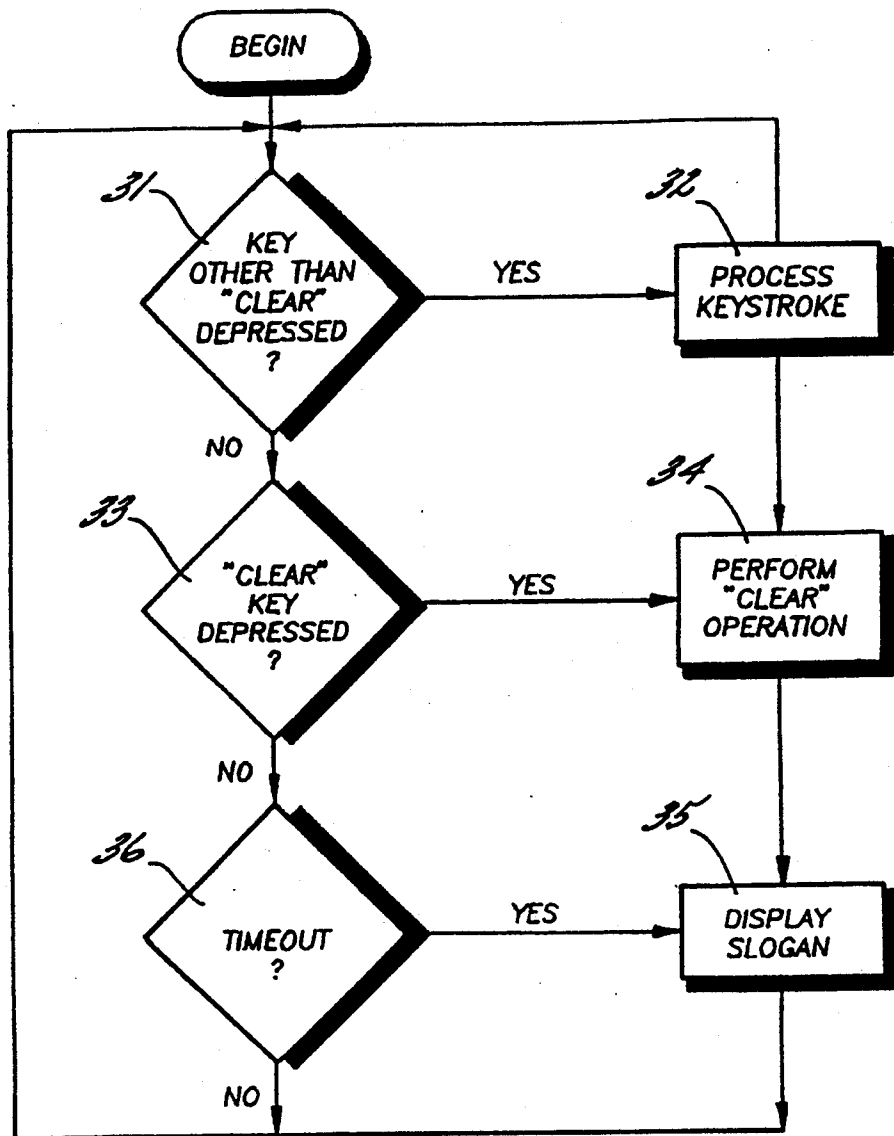 BEGIN
31
KEY
OTHER THAN
"CLEAR"
DEPRESSED
?
YES
32
PROCESS
KEYSTROKE
NO
33
"CLEAR"
KEY
DEPRESSED
?
YES
34
PERFORM
"CLEAR"
OPERATION
NO
36
TIMEOUT
?
YES
35
DISPLAY
SLOGAN
NO